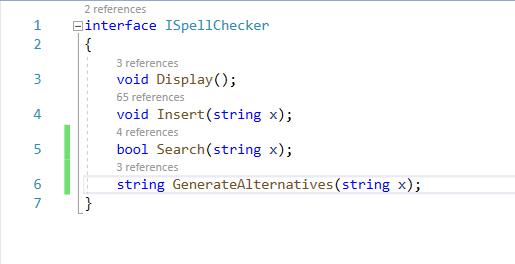 2 references
1 interface ISpellChecker
2 {
3 references
3 void Display();
65 references
4 void Insert(string x);
4 references
5 bool Search(string x);
3 references
6 string GenerateAlternatives(string x);
7 }